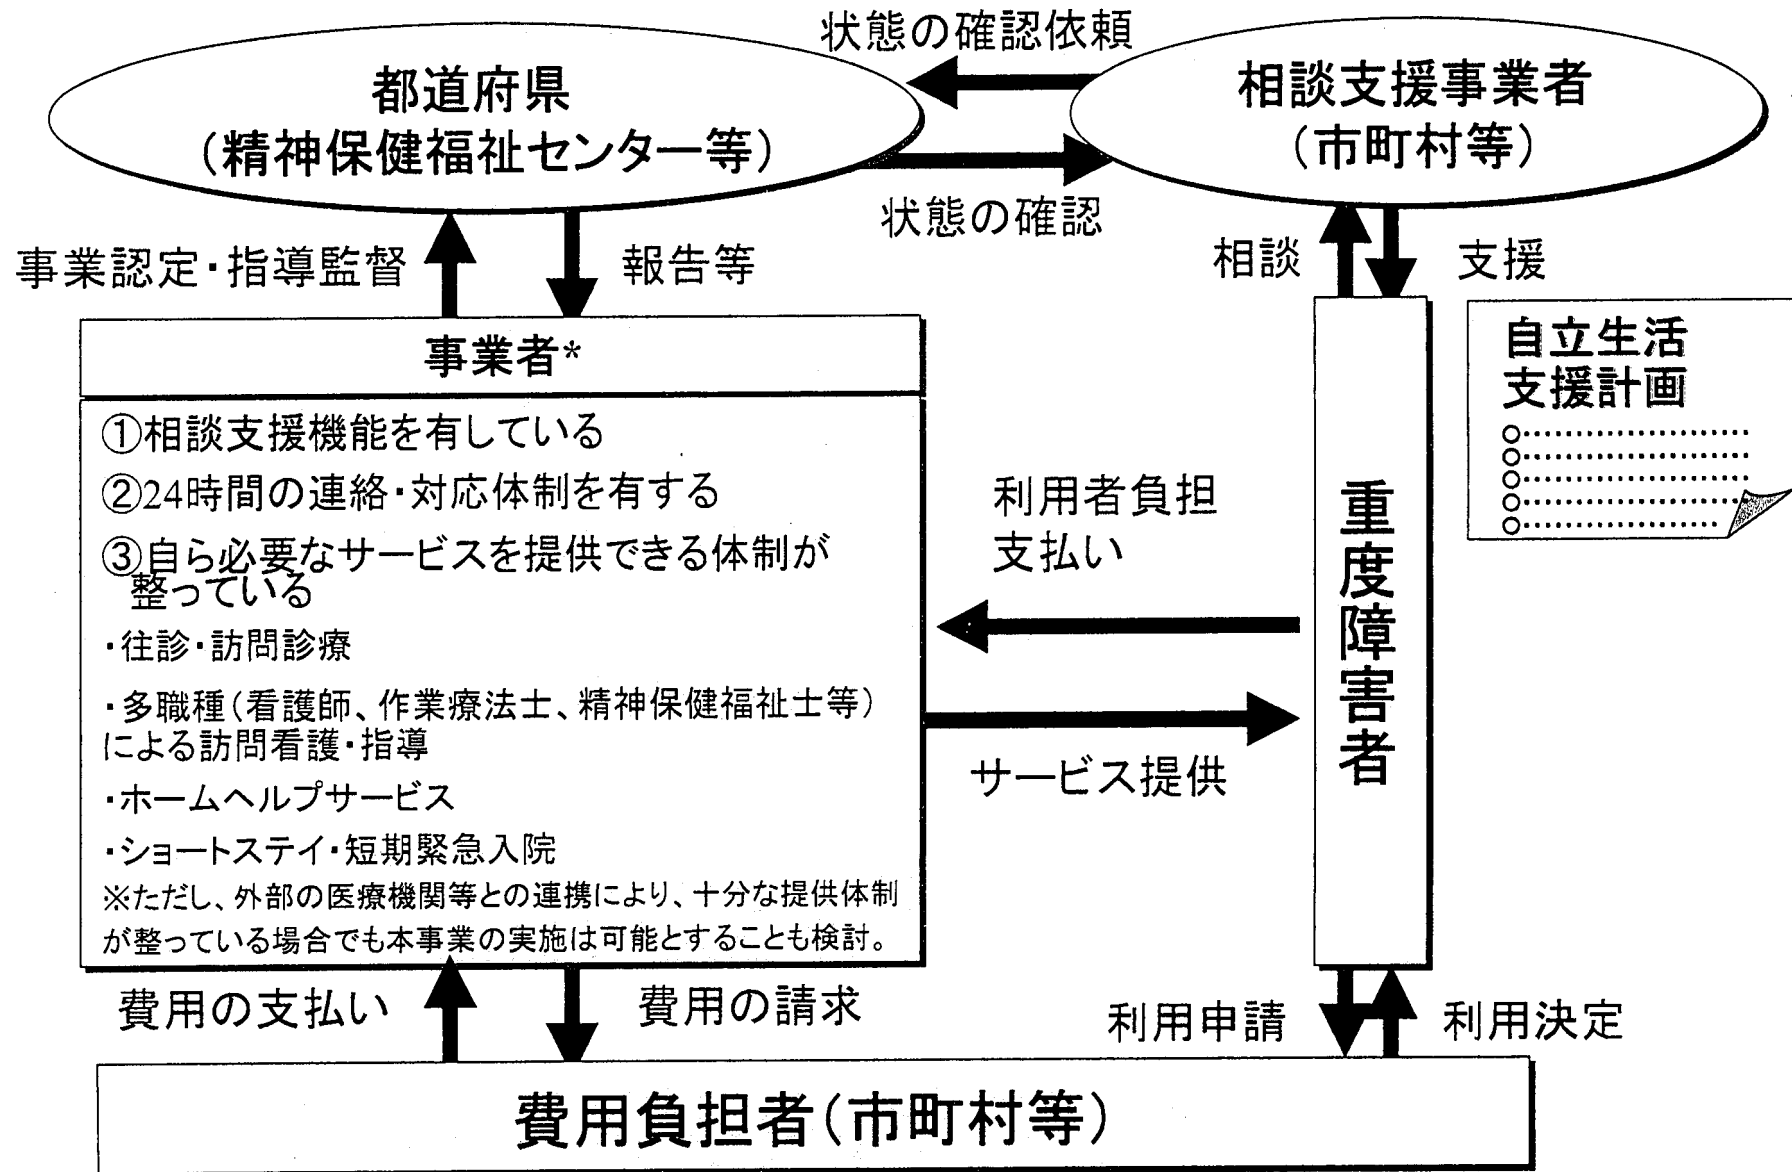 状態の確認依頼
都道府県
（精神保健福祉センター等）
相談支援事業者
（市町村等）
状態の確認
事業認定・指導監督
報告等
相談
支援
事業者*
①相談支援機能を有している
②24時間の連絡・対応体制を有する
③自ら必要なサービスを提供できる体制が
整っている
・往診・訪問診療
・多職種（看護師、作業療法士、精神保健福祉士等）
による訪問看護・指導
・ホームヘルプサービス
・ショートステイ・短期緊急入院
※ただし、外部の医療機関等との連携により、十分な提供体制
が整っている場合でも本事業の実施は可能とすることも検討。
利用者負担
支払い
サービス提供
重度障害者
自立生活
支援計画
費用の支払い
費用の請求
利用申請
利用決定
費用負担者（市町村等）